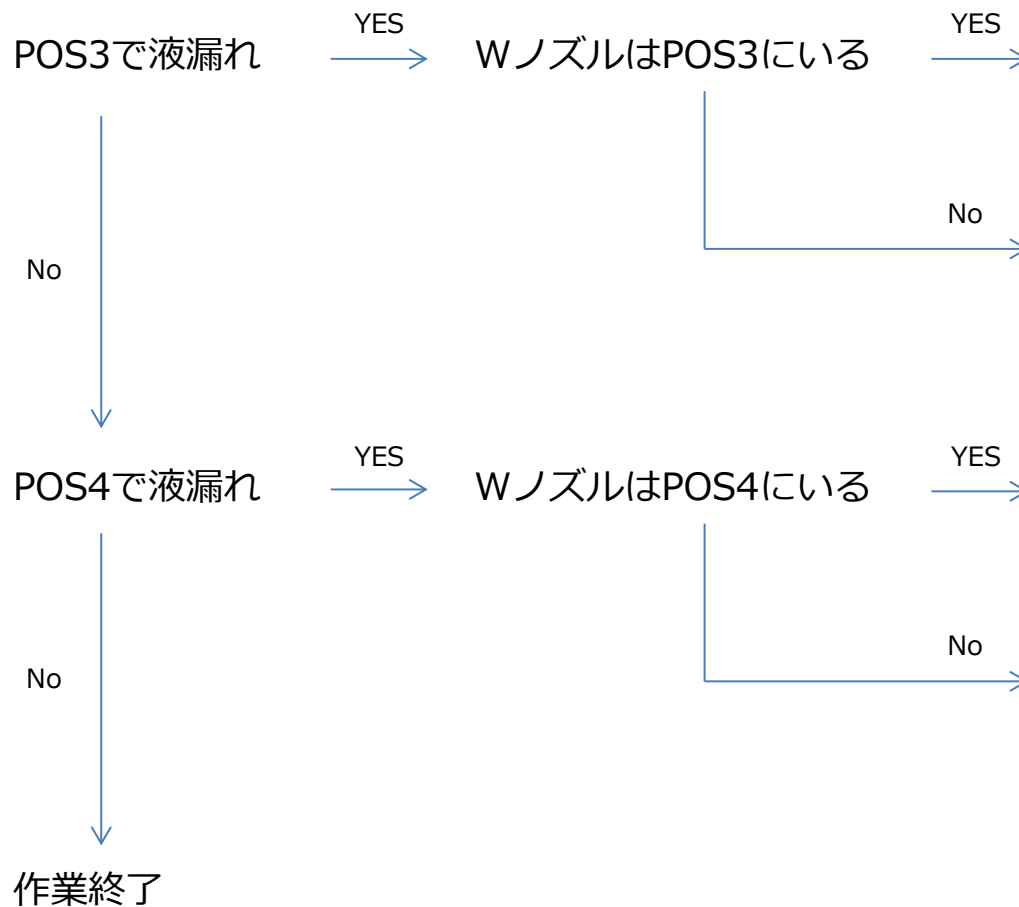 YES
YES
POS3で液漏れ
WノズルはPOS3にいる
No
No
YES
YES
POS4で液漏れ
WノズルはPOS4にいる
No
No
作業終了